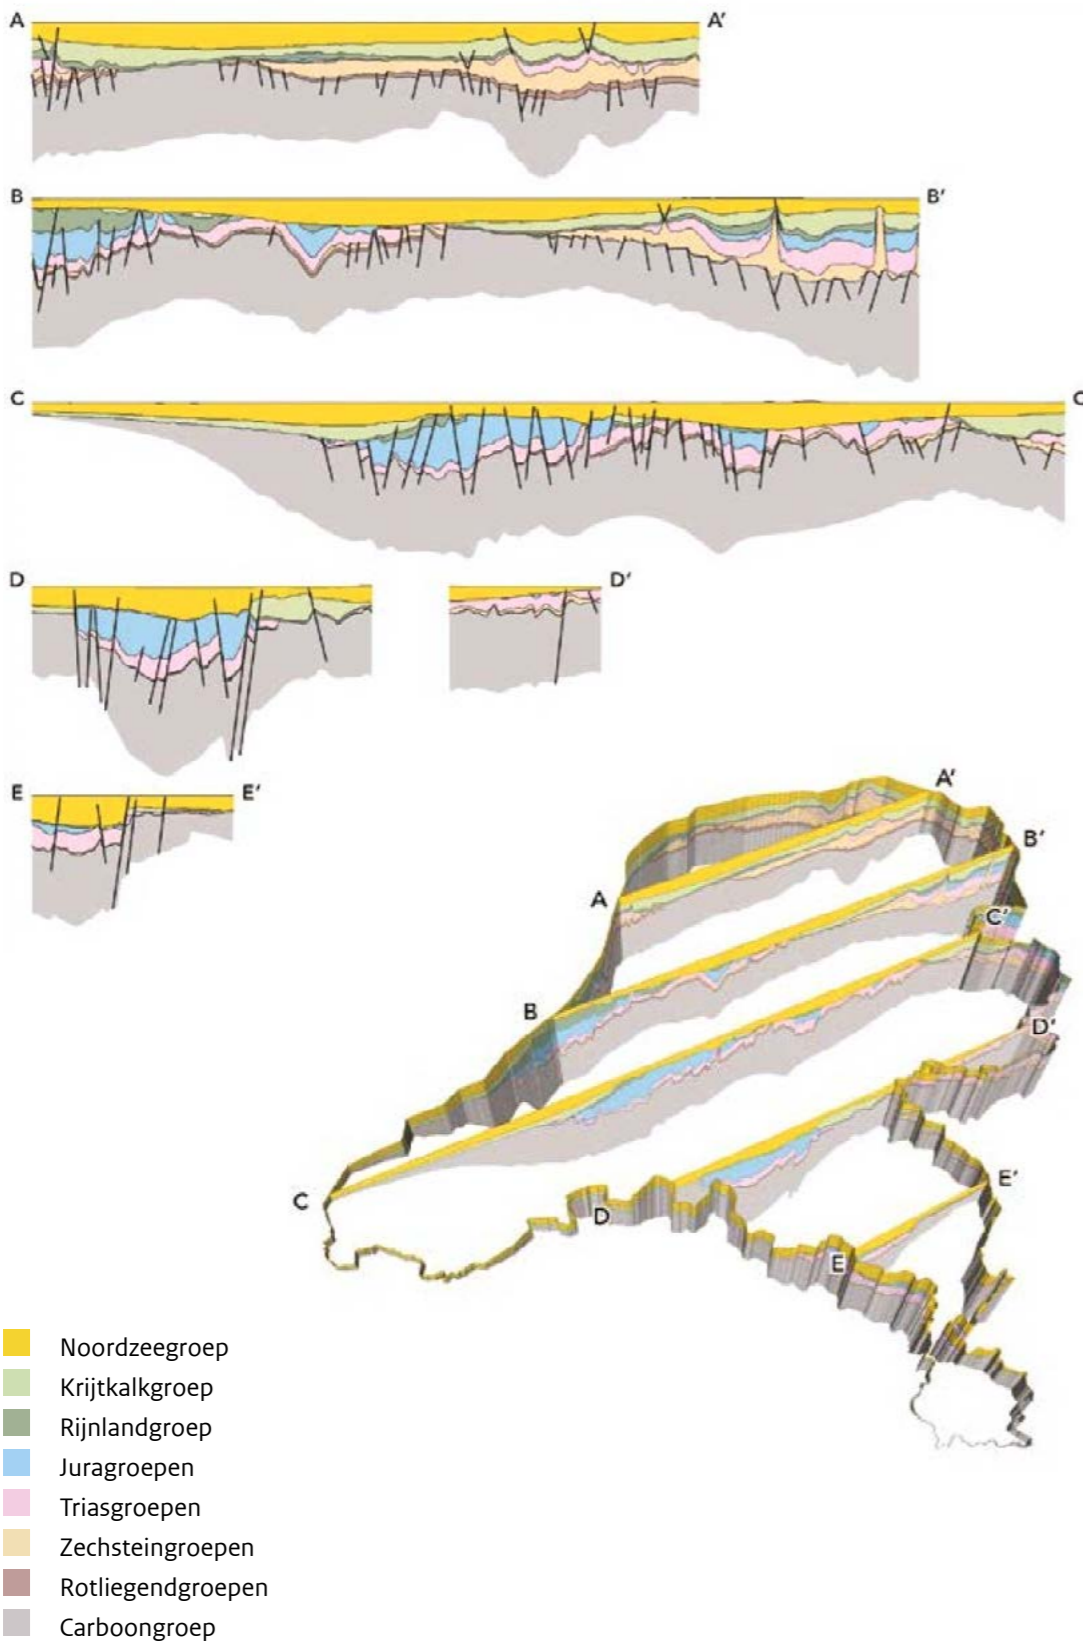 A A'
B B'
C C
D D'
E E'
A'
B'
A
C'
B
D'
E'
C
D
E
Noordzeegroep
Krijtkalkgroep
Rijnlandgroep
Juragroepen
Triasgroepen
Zechsteingroepen
Rotliegendgroepen
Carboongroep